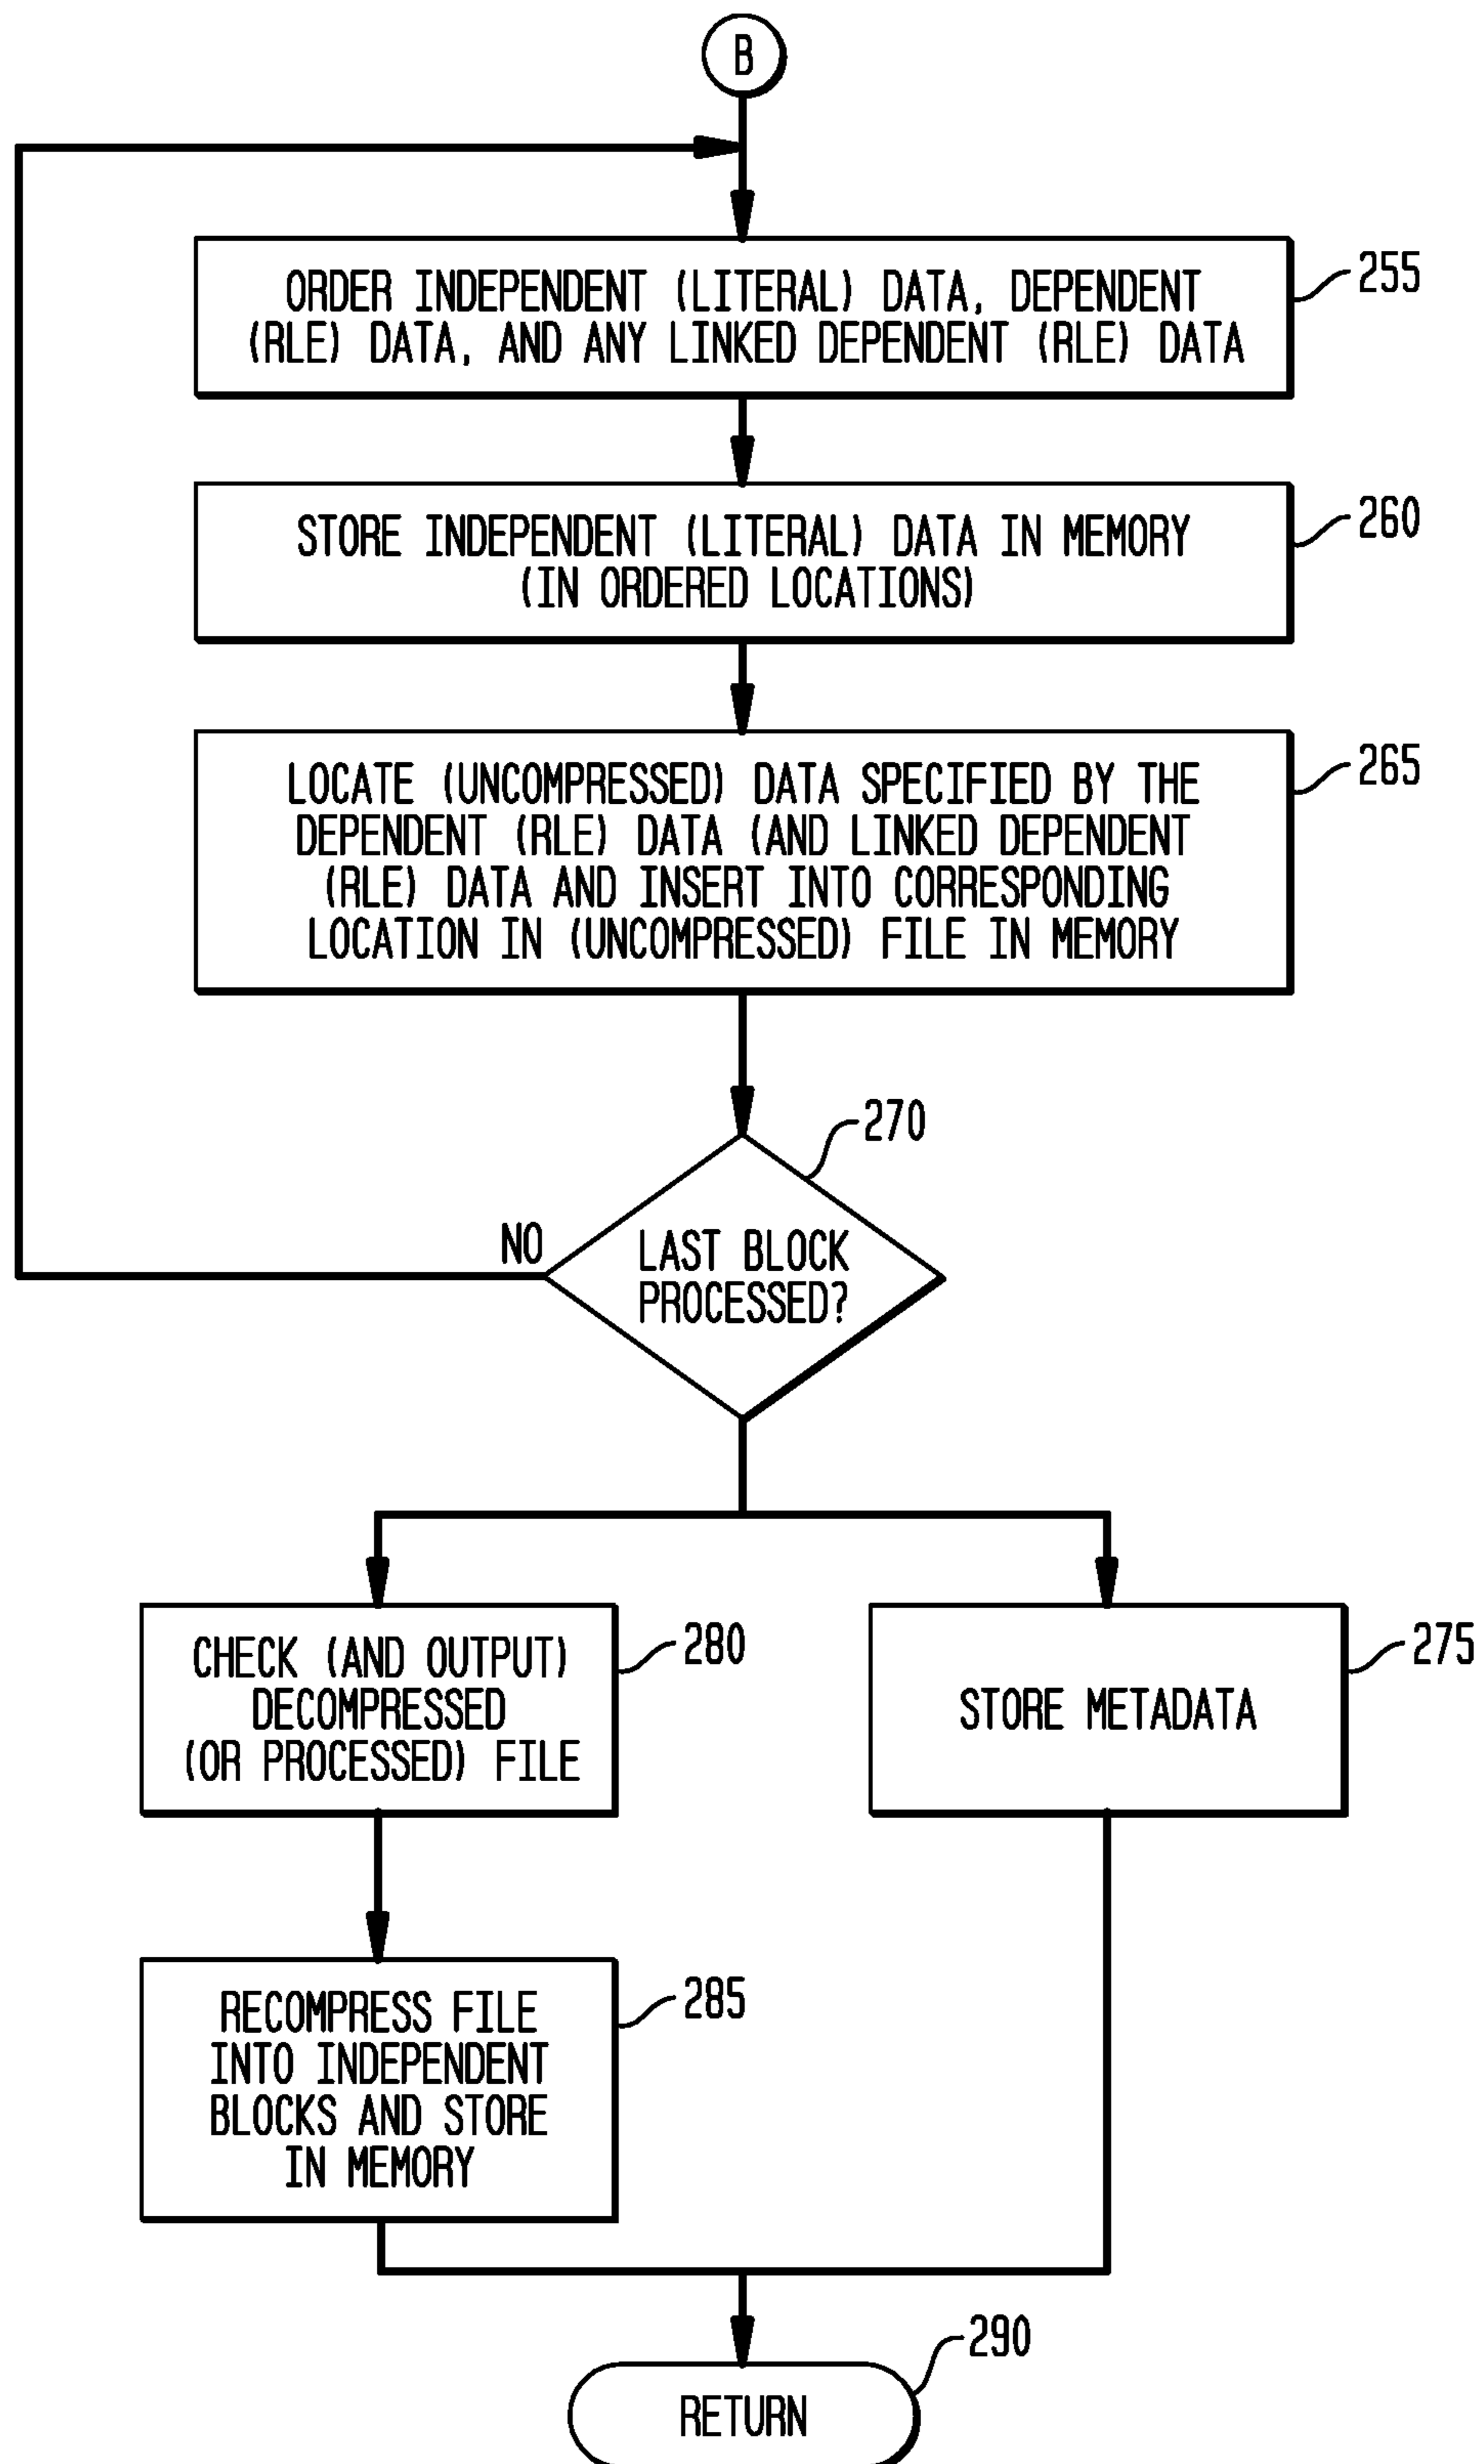 B
ORDER INDEPENDENT (LITERAL) DATA, DEPENDENT
(RLE) DATA, AND ANY LINKED DEPENDENT (RLE) DATA
255
STORE INDEPENDENT (LITERAL) DATA IN MEMORY
(IN ORDERED LOCATIONS)
260
LOCATE (UNCOMPRESSED) DATA SPECIFIED BY THE
DEPENDENT (RLE) DATA (AND LINKED DEPENDENT
(RLE) DATA AND INSERT INTO CORRESPONDING
LOCATION IN (UNCOMPRESSED) FILE IN MEMORY
265
270
NO
LAST BLOCK
PROCESSED?
CHECK (AND OUTPUT)
DECOMPRESSED
(OR PROCESSED) FILE
280
STORE METADATA
275
RECOMPRESS FILE
INTO INDEPENDENT
BLOCKS AND STORE
IN MEMORY
285
290
RETURN